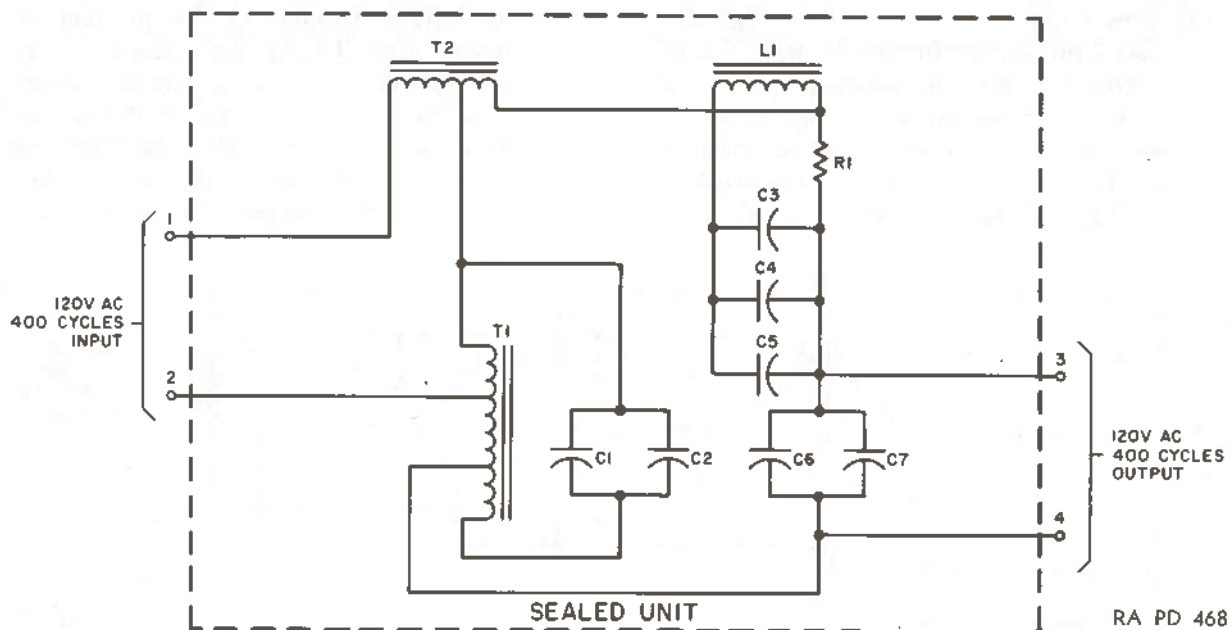 T2
L1
R1
C3
1
C4
120V AC
400 CYCLES
INPUT
T1
C5
3
2
C1
C2
C6
C7
120V AC
400 CYCLES
OUTPUT
4
SEALED UNIT
RA PD 468